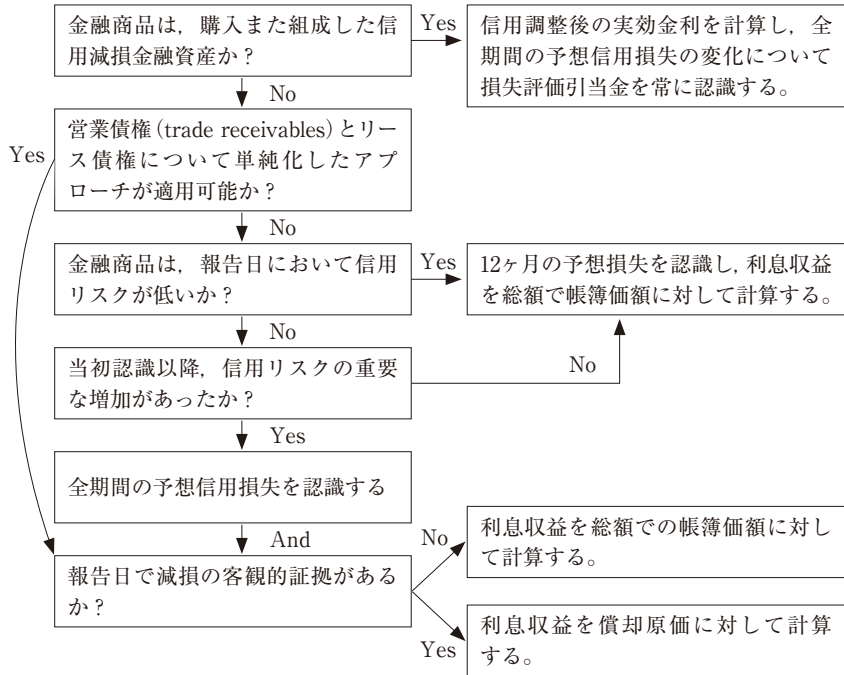 金融商品は，購入また組成した信
用減損金融資産か？
Yes
信用調整後の実効金利を計算し，全
期間の予想信用損失の変化について
損失評価引当金を常に認識する。
No
営業債権（trade receivables）とリー
ス債権について単純化したアプ
ローチが適用可能か？
Yes
No
金融商品は，報告日において信用
リスクが低いか？
Yes
12ヶ月の予想損失を認識し，利息収益
を総額で帳簿価額に対して計算する。
No
当初認識以降，信用リスクの重要
な増加があったか？
No
Yes
全期間の予想信用損失を認識する
And
報告日で減損の客観的証拠がある
か？
No
利息収益を総額での帳簿価額に対し
て計算する。
Yes
利息収益を償却原価に対して計算
する。